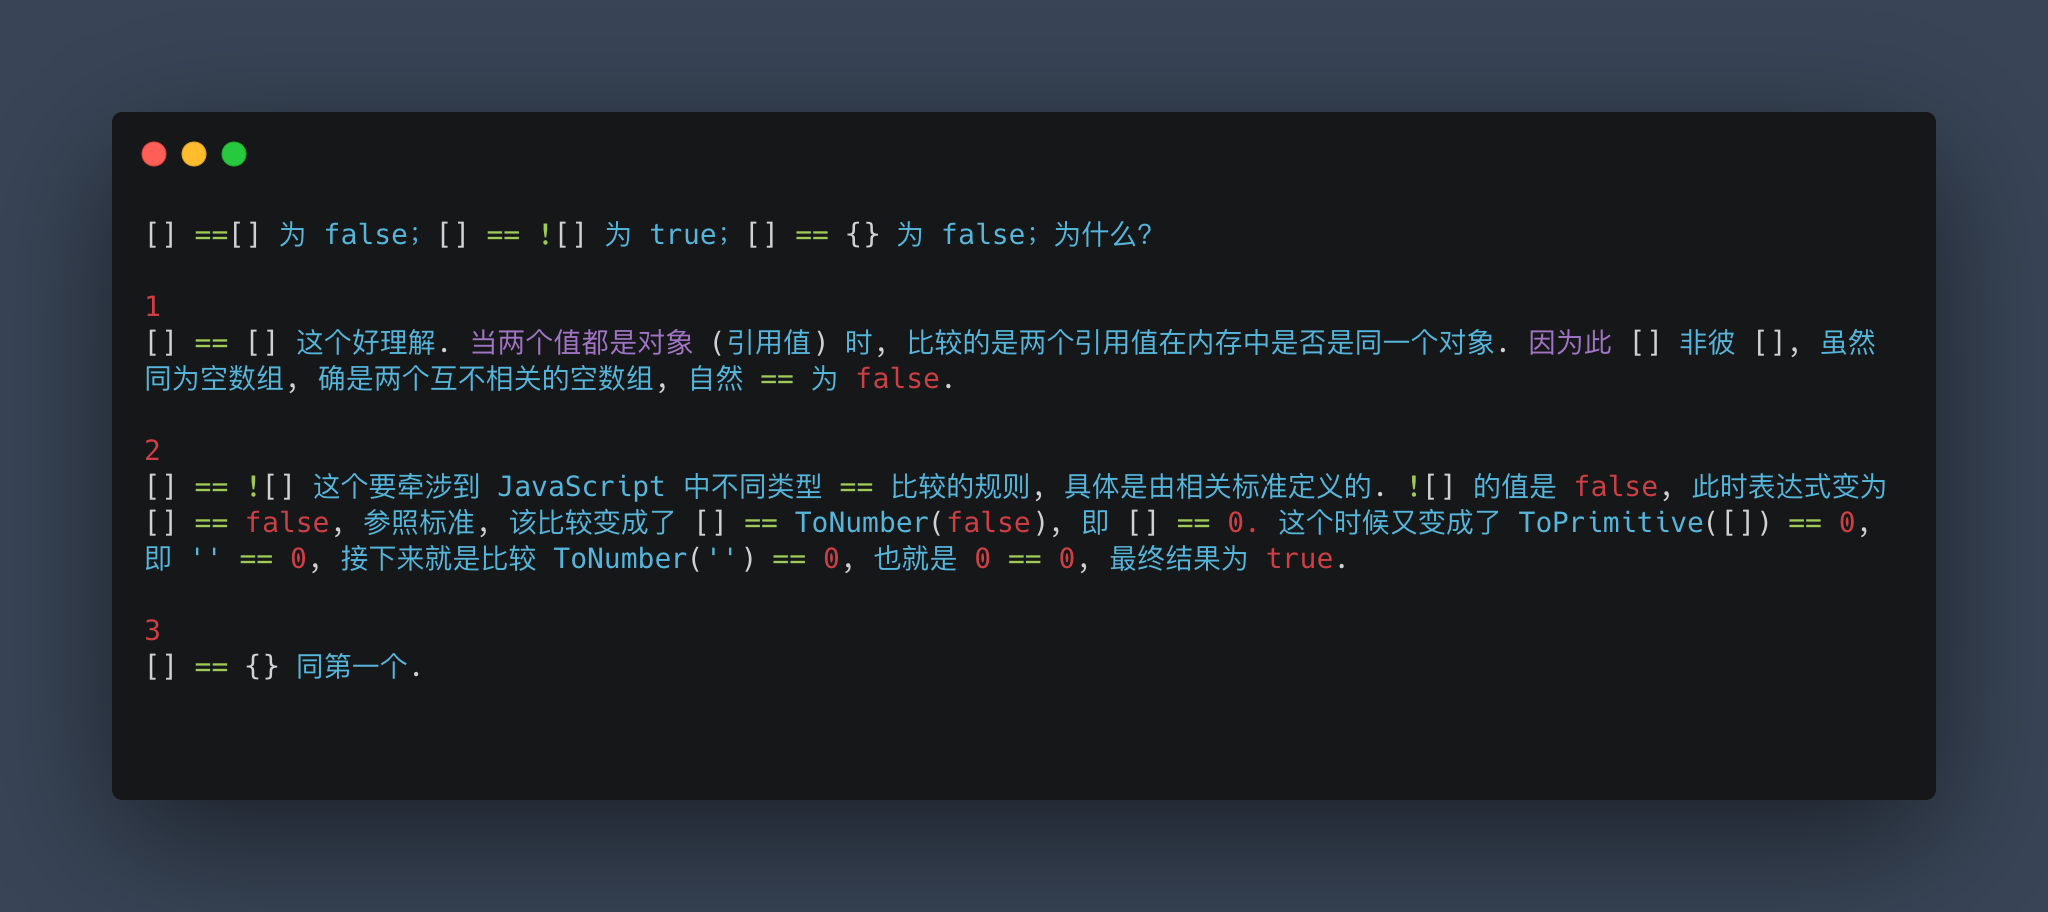 [] ==[] 为 false; [] == ![] 为 true; [] == {} 为 false; 为什么?
1
[] == [] 这个好理解. 当两个值都是对象 (引用值) 时, 比较的是两个引用值在内存中是否是同一个对象. 因为此 [] 非彼 [], 虽然
同为空数组, 确是两个互不相关的空数组, 自然 == 为 false.
2
[] == ![] 这个要牵涉到 JavaScript 中不同类型 == 比较的规则, 具体是由相关标准定义的. ![] 的值是 false, 此时表达式变为
[] == false, 参照标准, 该比较变成了 [] == ToNumber(false), 即 [] == 0. 这个时候又变成了 ToPrimitive([]) == 0,
即 '' == 0, 接下来就是比较 ToNumber('') == 0, 也就是 0 == 0, 最终结果为 true.
3
[] == {} 同第一个.